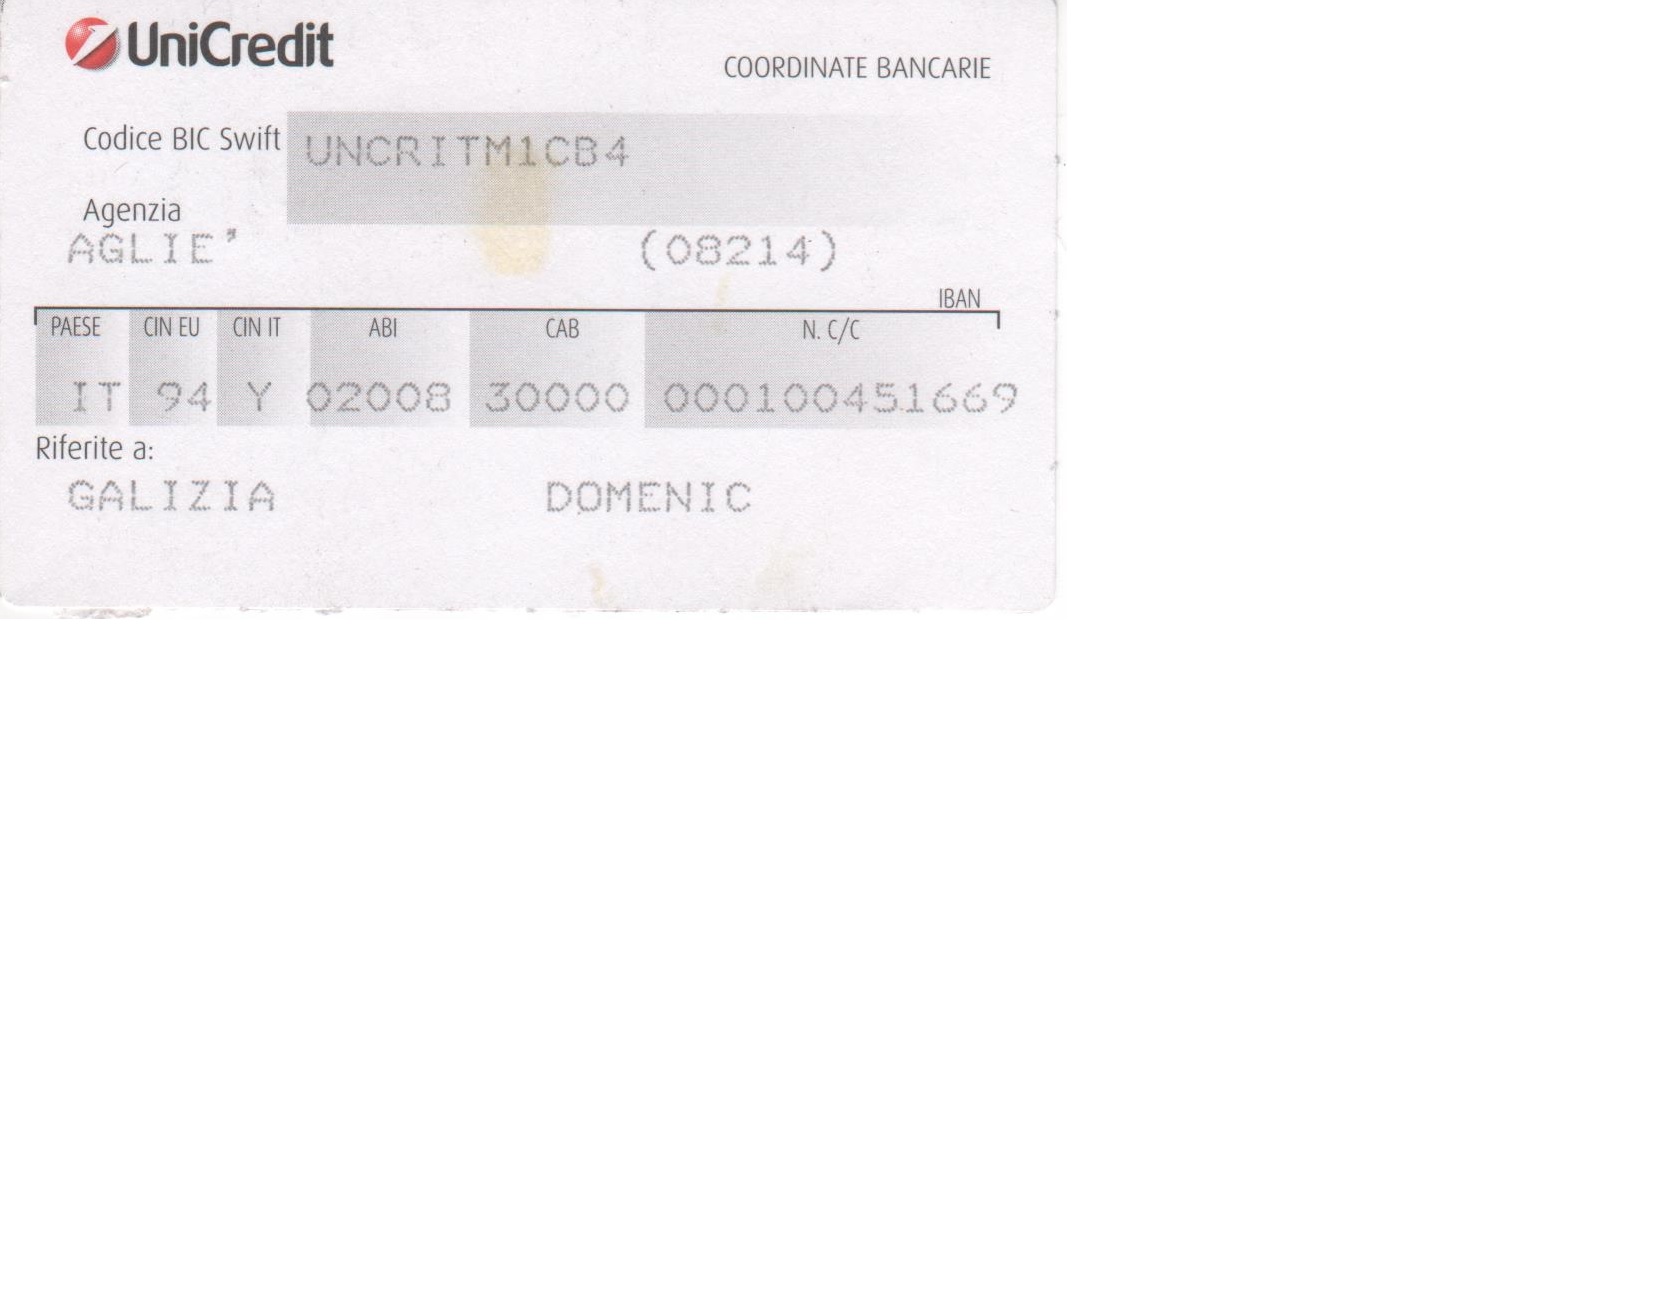 UniCredit
COORDINATE BANCARIE
Codice BIC Swift UNCRITM1CB4
Agenzia
AGLIE' (08214)
IBAN
PAESE CIN EU CIN IT ABI CAB N. C/C
IT 94 Y 02008 30000 000100451669
Riferite a:
GALIZIA DOMENIC